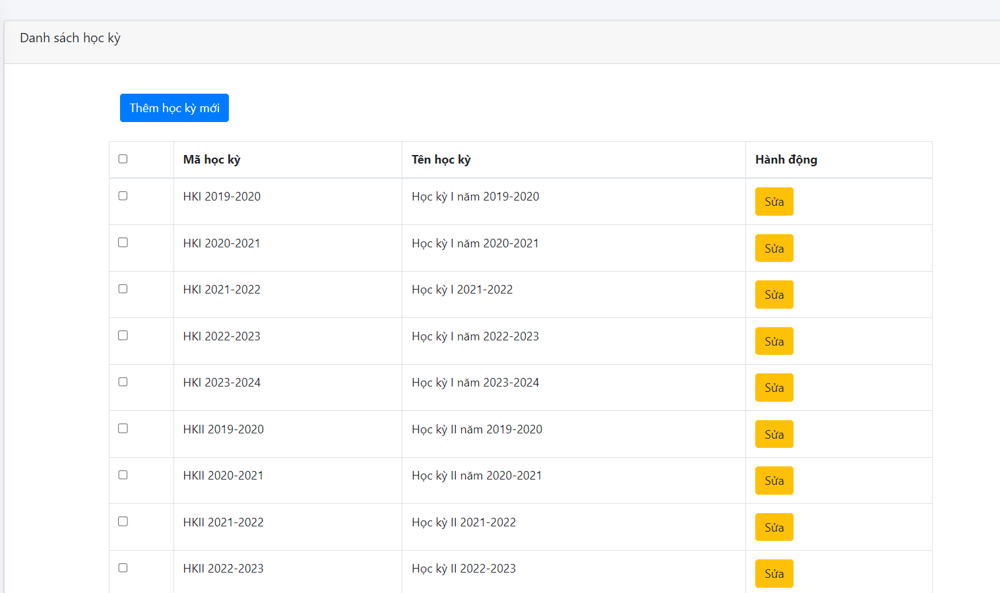 Danh sách học kỳ
Thêm học kỳ mới
Mã học kỳ Tên học kỳ Hành động
HKI 2019-2020 Học kỳ I năm 2019-2020 Sửa
HKI 2020-2021 Học kỳ I năm 2020-2021 Sửa
HKI 2021-2022 Học kỳ I 2021-2022 Sửa
HKI 2022-2023 Học kỳ I năm 2022-2023 Sửa
HKI 2023-2024 Học kỳ I năm 2023-2024 Sửa
HKII 2019-2020 Học kỳ II năm 2019-2020 Sửa
HKII 2020-2021 Học kỳ II năm 2020-2021 Sửa
HKII 2021-2022 Học kỳ II 2021-2022 Sửa
HKII 2022-2023 Học kỳ II 2022-2023 Sửa